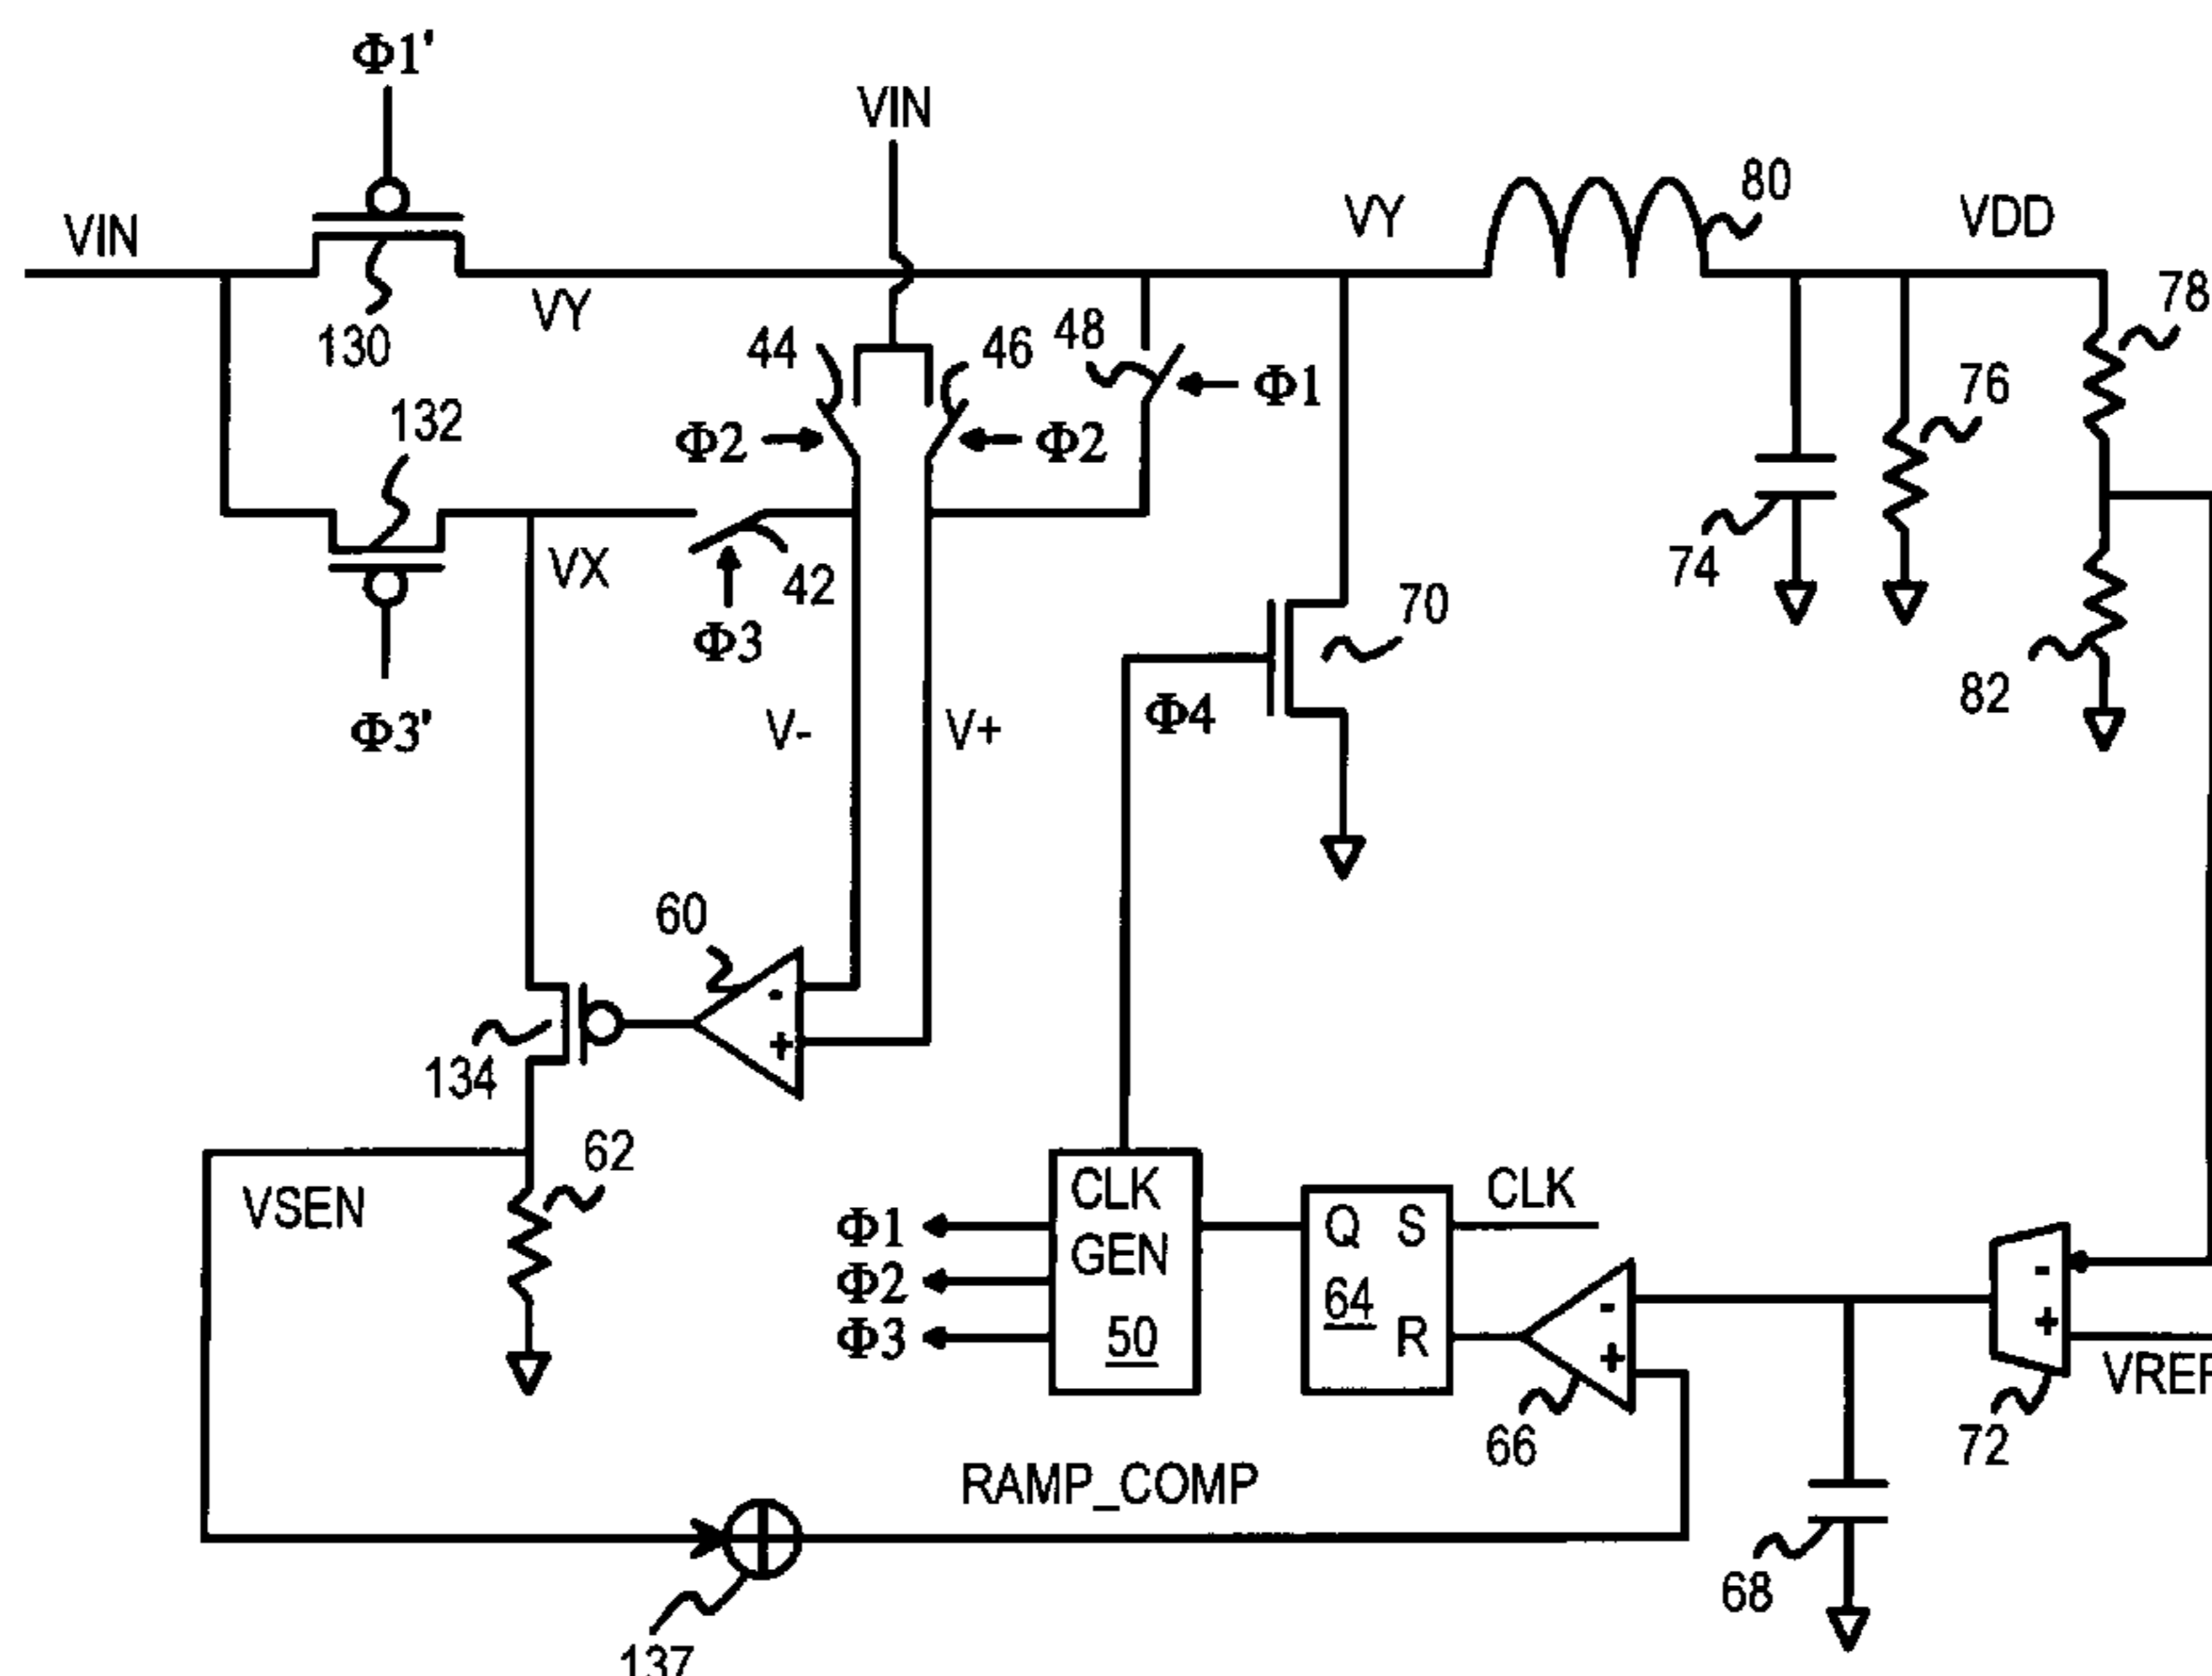 Φ1'
VIN
VIN
VY
80
VDD
78
130
VY
44
46
48
Φ1
76
132
Φ2
Φ2
VX
42
74
70
Φ3
82
Φ3'
V-
V+
Φ4
60
-
+
134
62
VSEN
CLK
GEN
50
Φ1
Φ2
Φ3
Q
S
64
R
CLK
-
+
66
-
+
72
RAMP_COMP
68
137